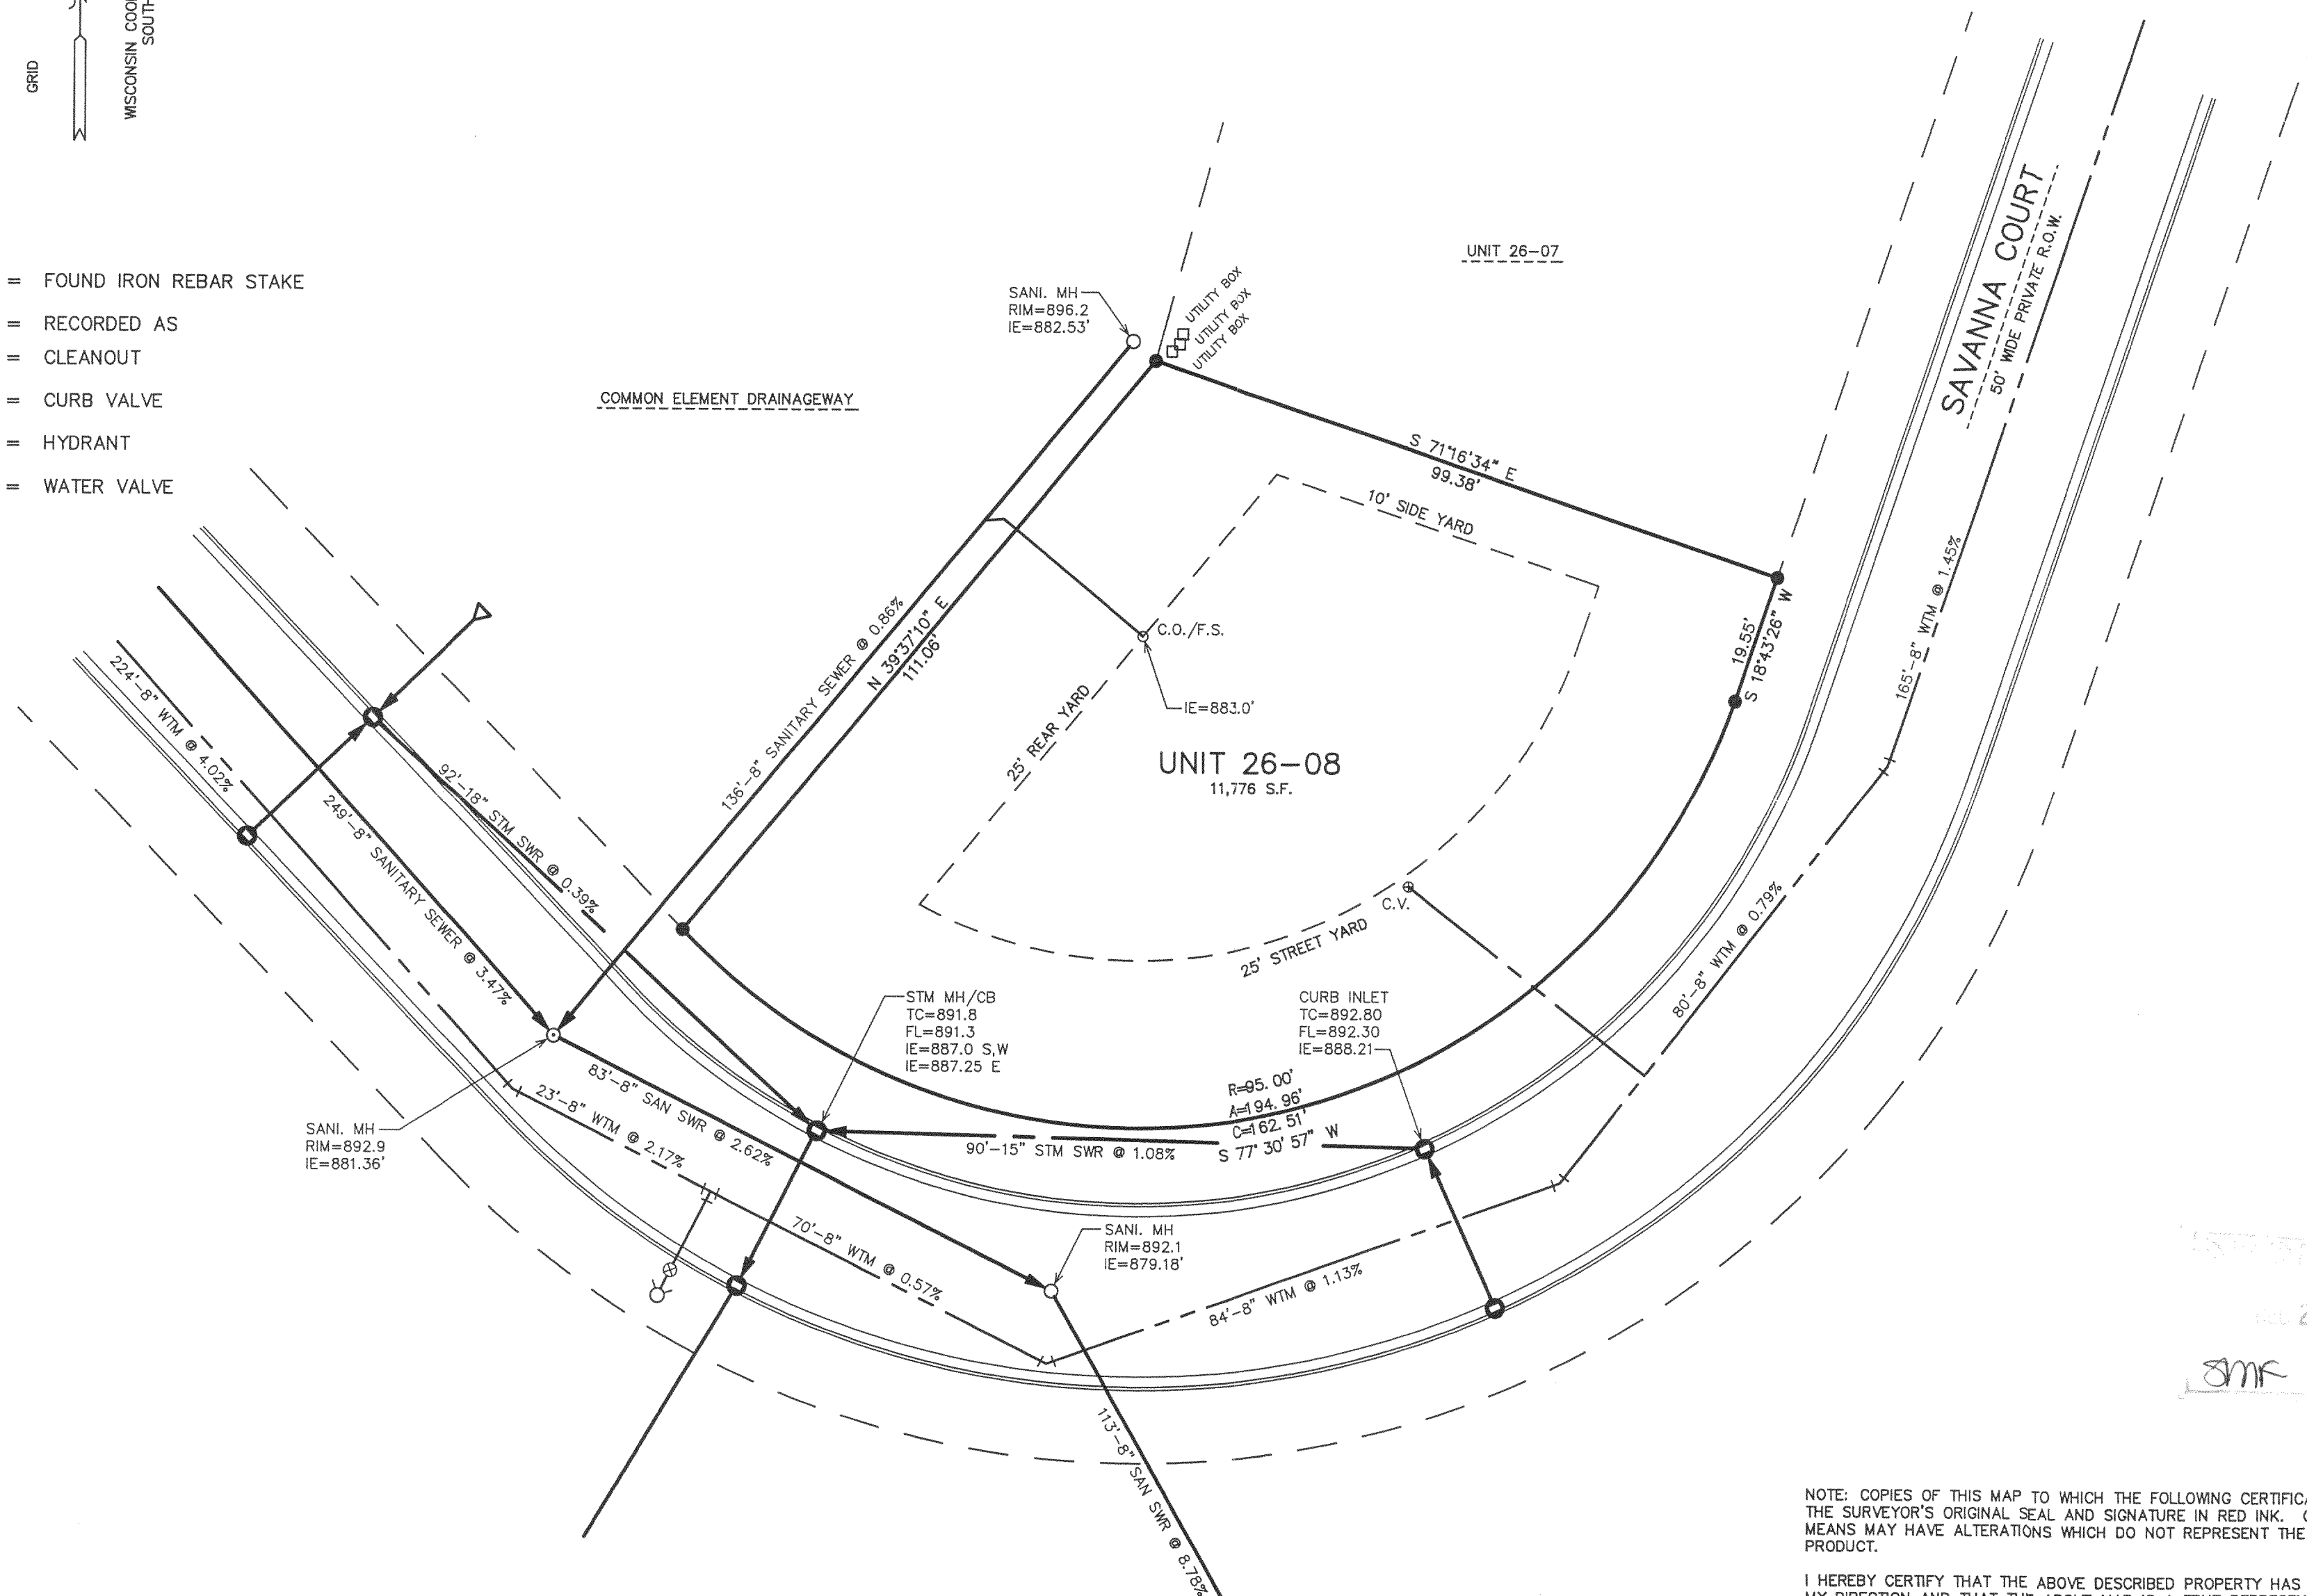 GRID
WISCONSIN
= FOUND IRON REBAR STAKE
= RECORDED AS
= CLEANOUT
= CURB VALVE
= HYDRANT
= WATER VALVE
UNIT 26-07
SAVANNA COURT
50' WIDE PRIVATE R.O.W.
SANI. MH
RIM=896.2
IE=882.53'
UTILITY BOX
UTILITY BOX
UTILITY BOX
COMMON ELEMENT DRAINAGEWAY
S 71°16'34" E
99.38'
10' SIDE YARD
19.55'
S 18°43'26" W
165'-8" WTM @ 1.45%
136'-8" SANITARY SEWER @ 0.86%
N 39°37'10" E
111.06'
C.O./F.S.
IE=883.0'
25' REAR YARD
UNIT 26-08
11,776 S.F.
224'-8" WTM @ 4.02%
249'-8" SANITARY SEWER @ 3.47%
92'-18" STM SWR @ 0.39%
C.V.
25' STREET YARD
80'-8" WTM @ 0.79%
STM MH/CB
TC=891.8
FL=891.3
IE=887.0 S,W
IE=887.25 E
CURB INLET
TC=892.80
FL=892.30
IE=888.21
R=95.00'
A=194.96'
C=162.51'
S 77°30'57" W
90'-15" STM SWR @ 1.08%
83'-8" SAN SWR @ 2.62%
23'-8" WTM @ 2.17%
SANI. MH
RIM=892.9
IE=881.36'
70'-8" WTM @ 0.57%
SANI. MH
RIM=892.1
IE=879.18'
84'-8" WTM @ 1.13%
113'-8" SAN SWR @ 8.78%
NOTE: COPIES OF THIS MAP TO WHICH THE FOLLOWING
THE SURVEYOR'S ORIGINAL SEAL AND SIGNATURE IN RED INK.
MEANS MAY HAVE ALTERATIONS WHICH DO NOT REPRESENT THE
PRODUCT.
I HEREBY CERTIFY THAT THE ABOVE DESCRIBED PROPERTY HAS